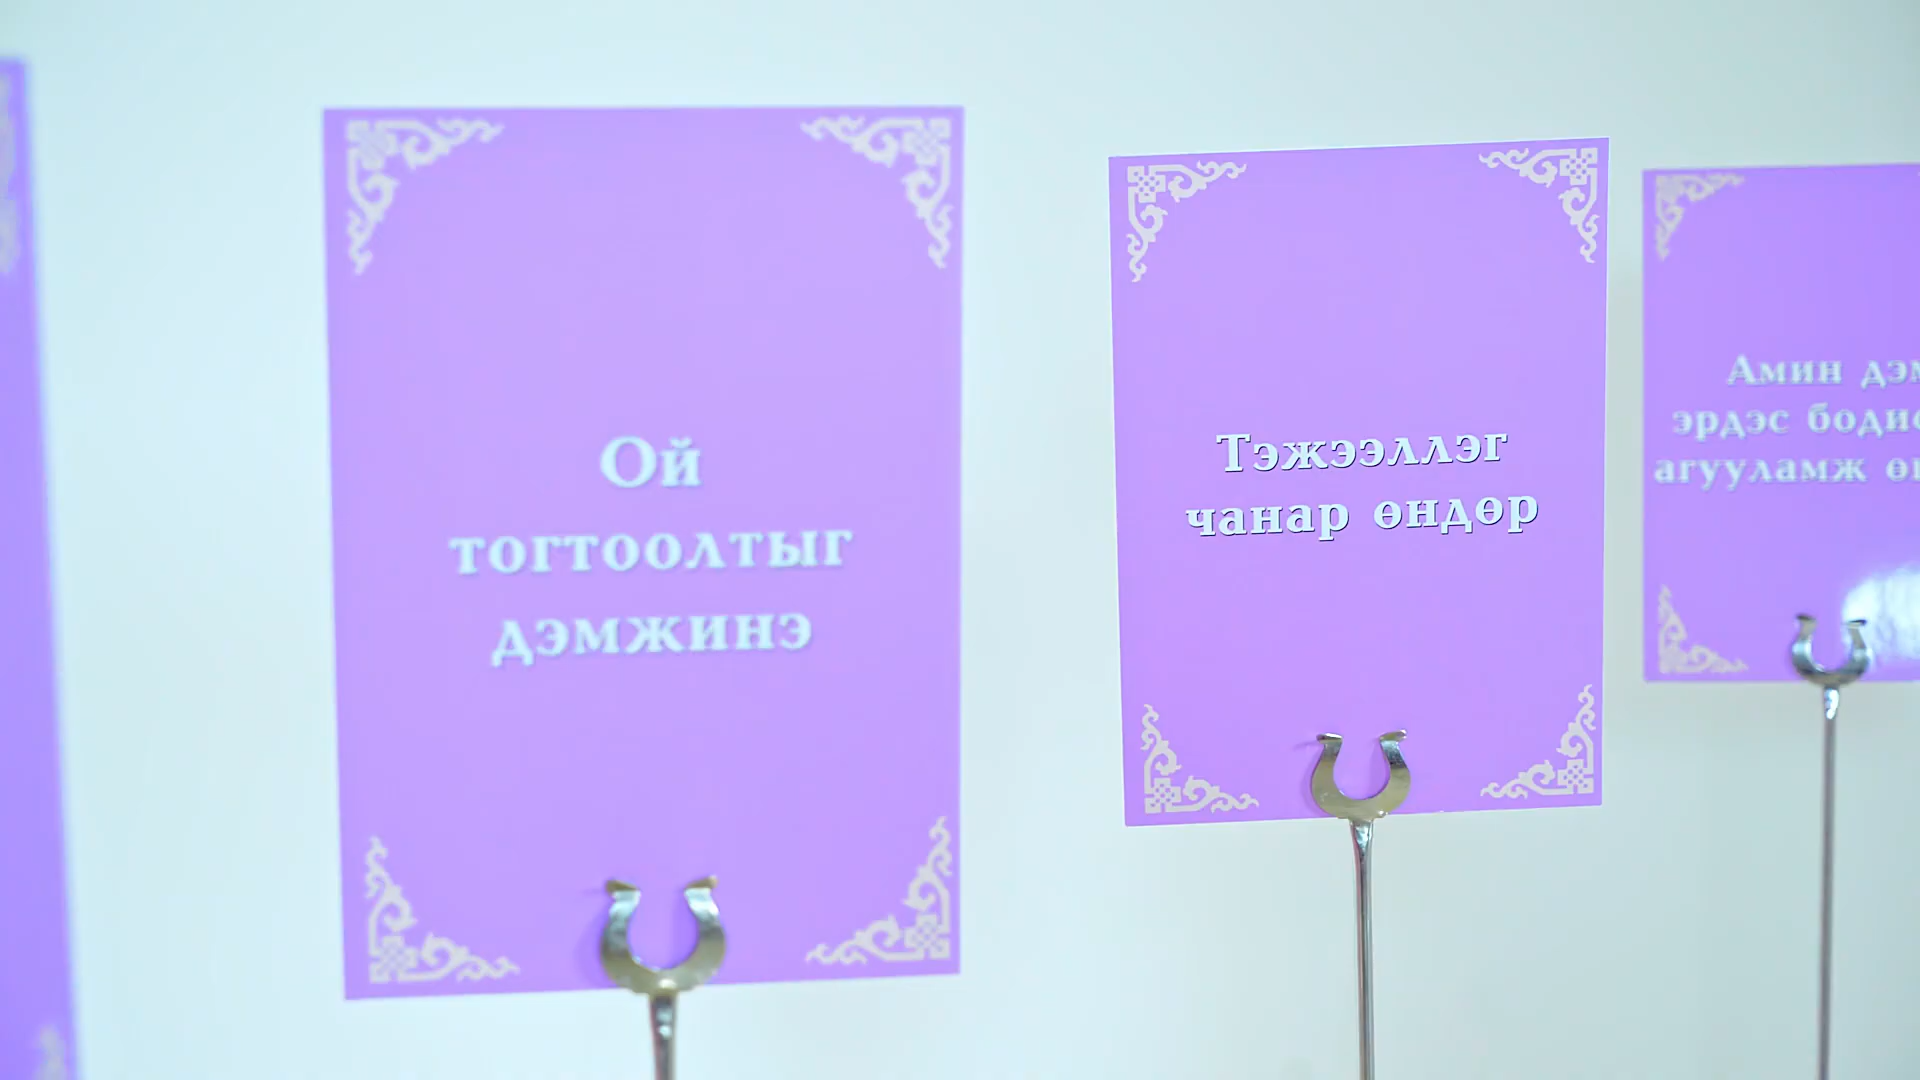 Ой
тогтоолтыг
дэмжинэ
Тэжээллэг
чанар өндөр
Амин
эрдэс
агууламж